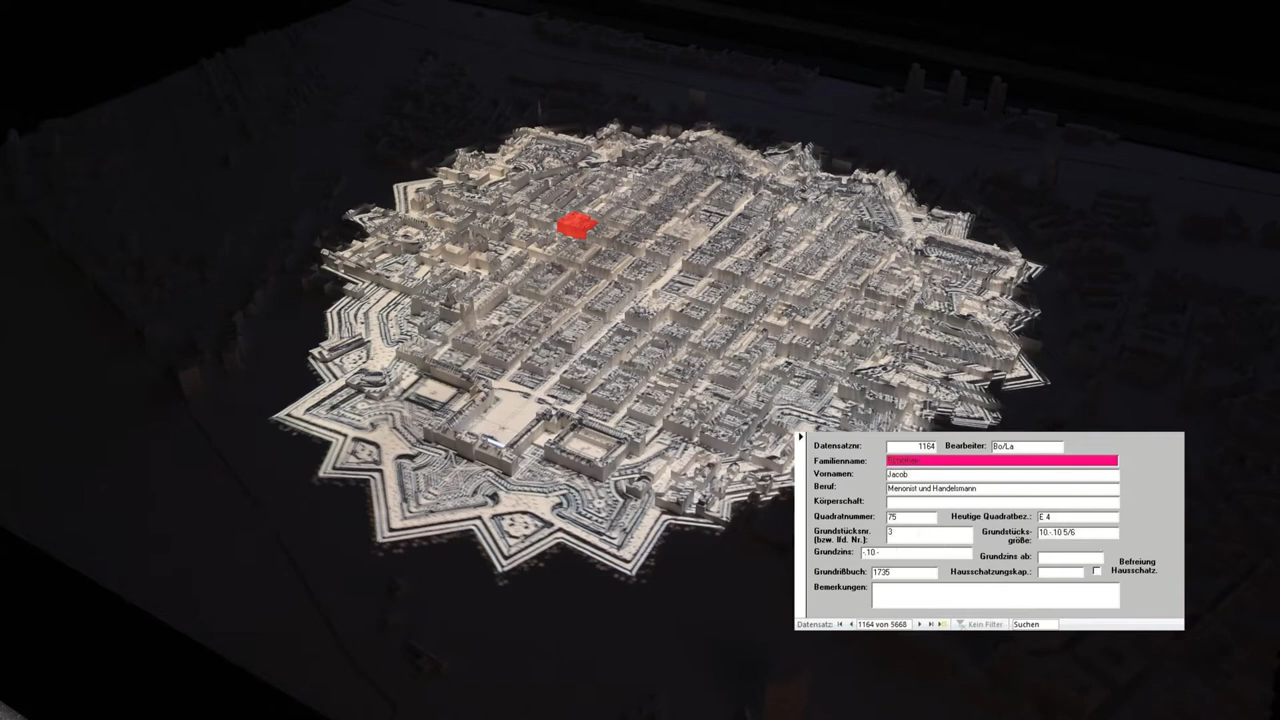 Datensatznr: 1164 Bearbeiter: Bo/La
Familienname:
Vornamen: Jacob
Beruf: Menonist und Handelsmann
Körperschaft:
Quadratnummer: 75 Heutige Quadratbez.: E 4
Grundstücksnr. (bzw. lfd. Nr.): 3 Grundstücks-größe: 10.-.10 5/6
Grundzins: -.10 - Grundzins ab:
Befreiung Hausschatz.
Grundrißbuch: 1735 Hausschatzungskap.:
Bemerkungen:
Datensatz: 1164 von 5668 Kein Filter Suchen